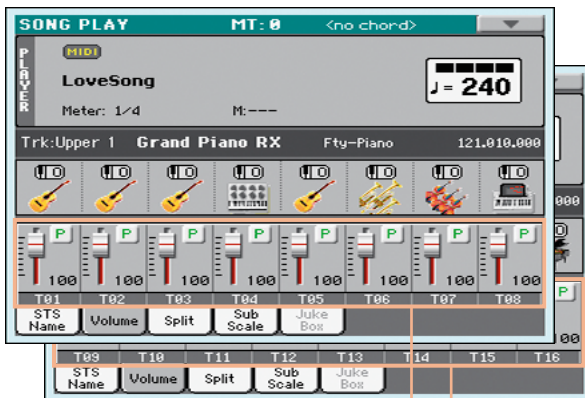 SONG PLAY MT: 0 <no chord>
PLAYER
MIDI
LoveSong
♩= 240
Meter: 1/4 M:---
Trk:Upper 1 Grand Piano RX Fty-Piano 121.010.000
000
P P P P P P P P
100 100 100 100 100 100 100 100
T01 T02 T03 T04 T05 T06 T07 T08
P
00
STS Name Volume Split Sub Scale Juke Box
T09 T10 T11 T12 T13 T14 T15 T16
STS Name Volume Split Sub Scale Juke Box